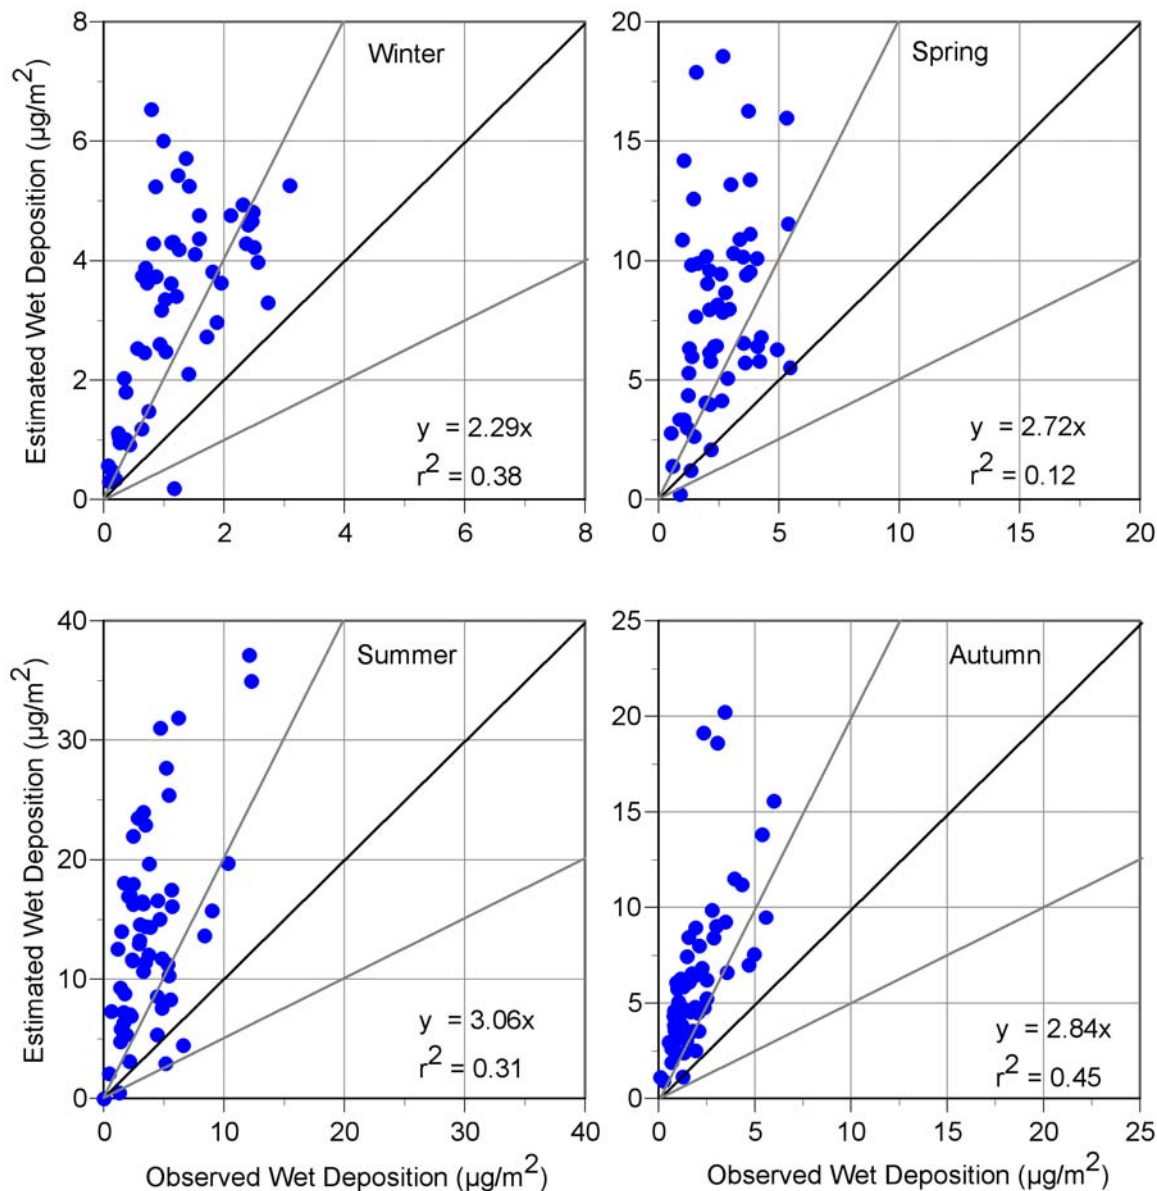 Estimated Wet Deposition (µg/m²)
8
6
4
2
0
Winter
y = 2.29x
r² = 0.38
0 2 4 6 8
20
15
10
5
0
Spring
y = 2.72x
r² = 0.12
0 5 10 15 20
Estimated Wet Deposition (µg/m²)
40
30
20
10
0
Summer
y = 3.06x
r² = 0.31
0 10 20 30 40
Observed Wet Deposition (µg/m²)
25
20
15
10
5
0
Autumn
y = 2.84x
r² = 0.45
0 5 10 15 20 25
Observed Wet Deposition (µg/m²)